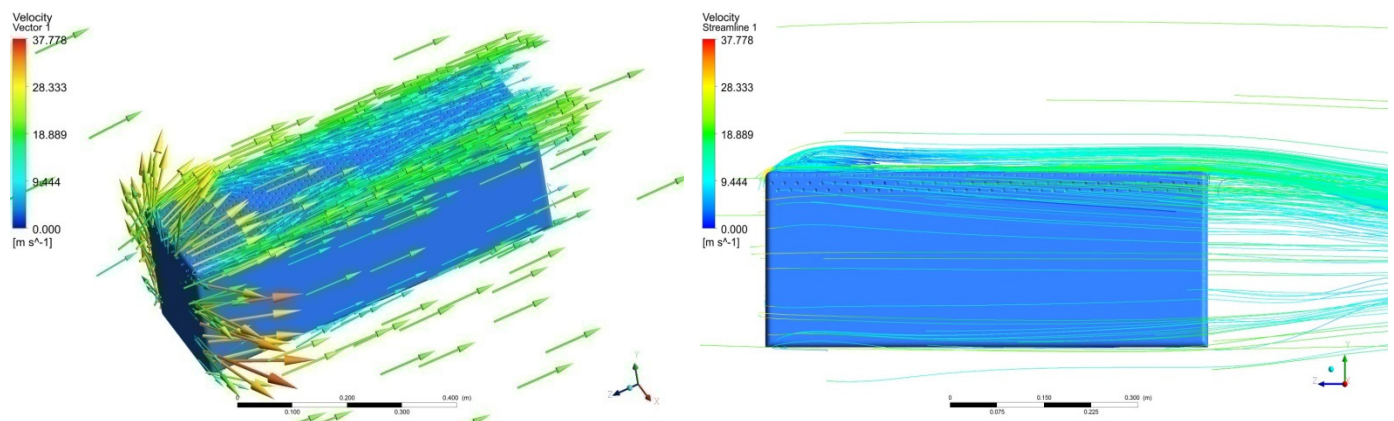 Velocity
Vector 1
37.778
28.333
18.889
9.444
0.000
[m s^-1]
0 0.200 0.400 (m)
0.100 0.300
Y
Z
X
Velocity
Streamline 1
37.778
28.333
18.889
9.444
0.000
[m s^-1]
0 0.150 0.300 (m)
0.075 0.225
Y
Z
X